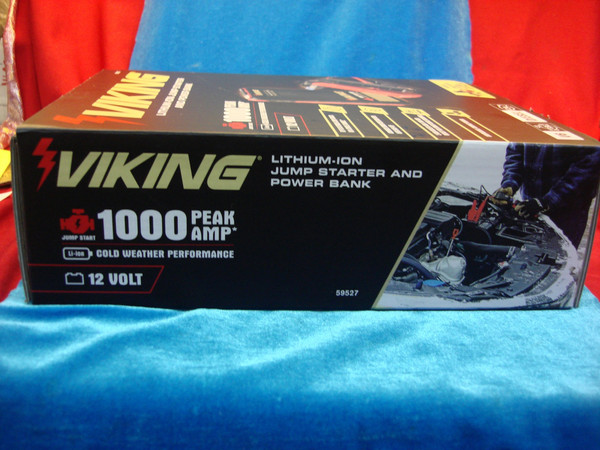 VIKING
VIKING®
LITHIUM-ION
JUMP STARTER AND
POWER BANK
JUMP START
1000 PEAK
AMP*
Li-Ion COLD WEATHER PERFORMANCE
12 VOLT
59527